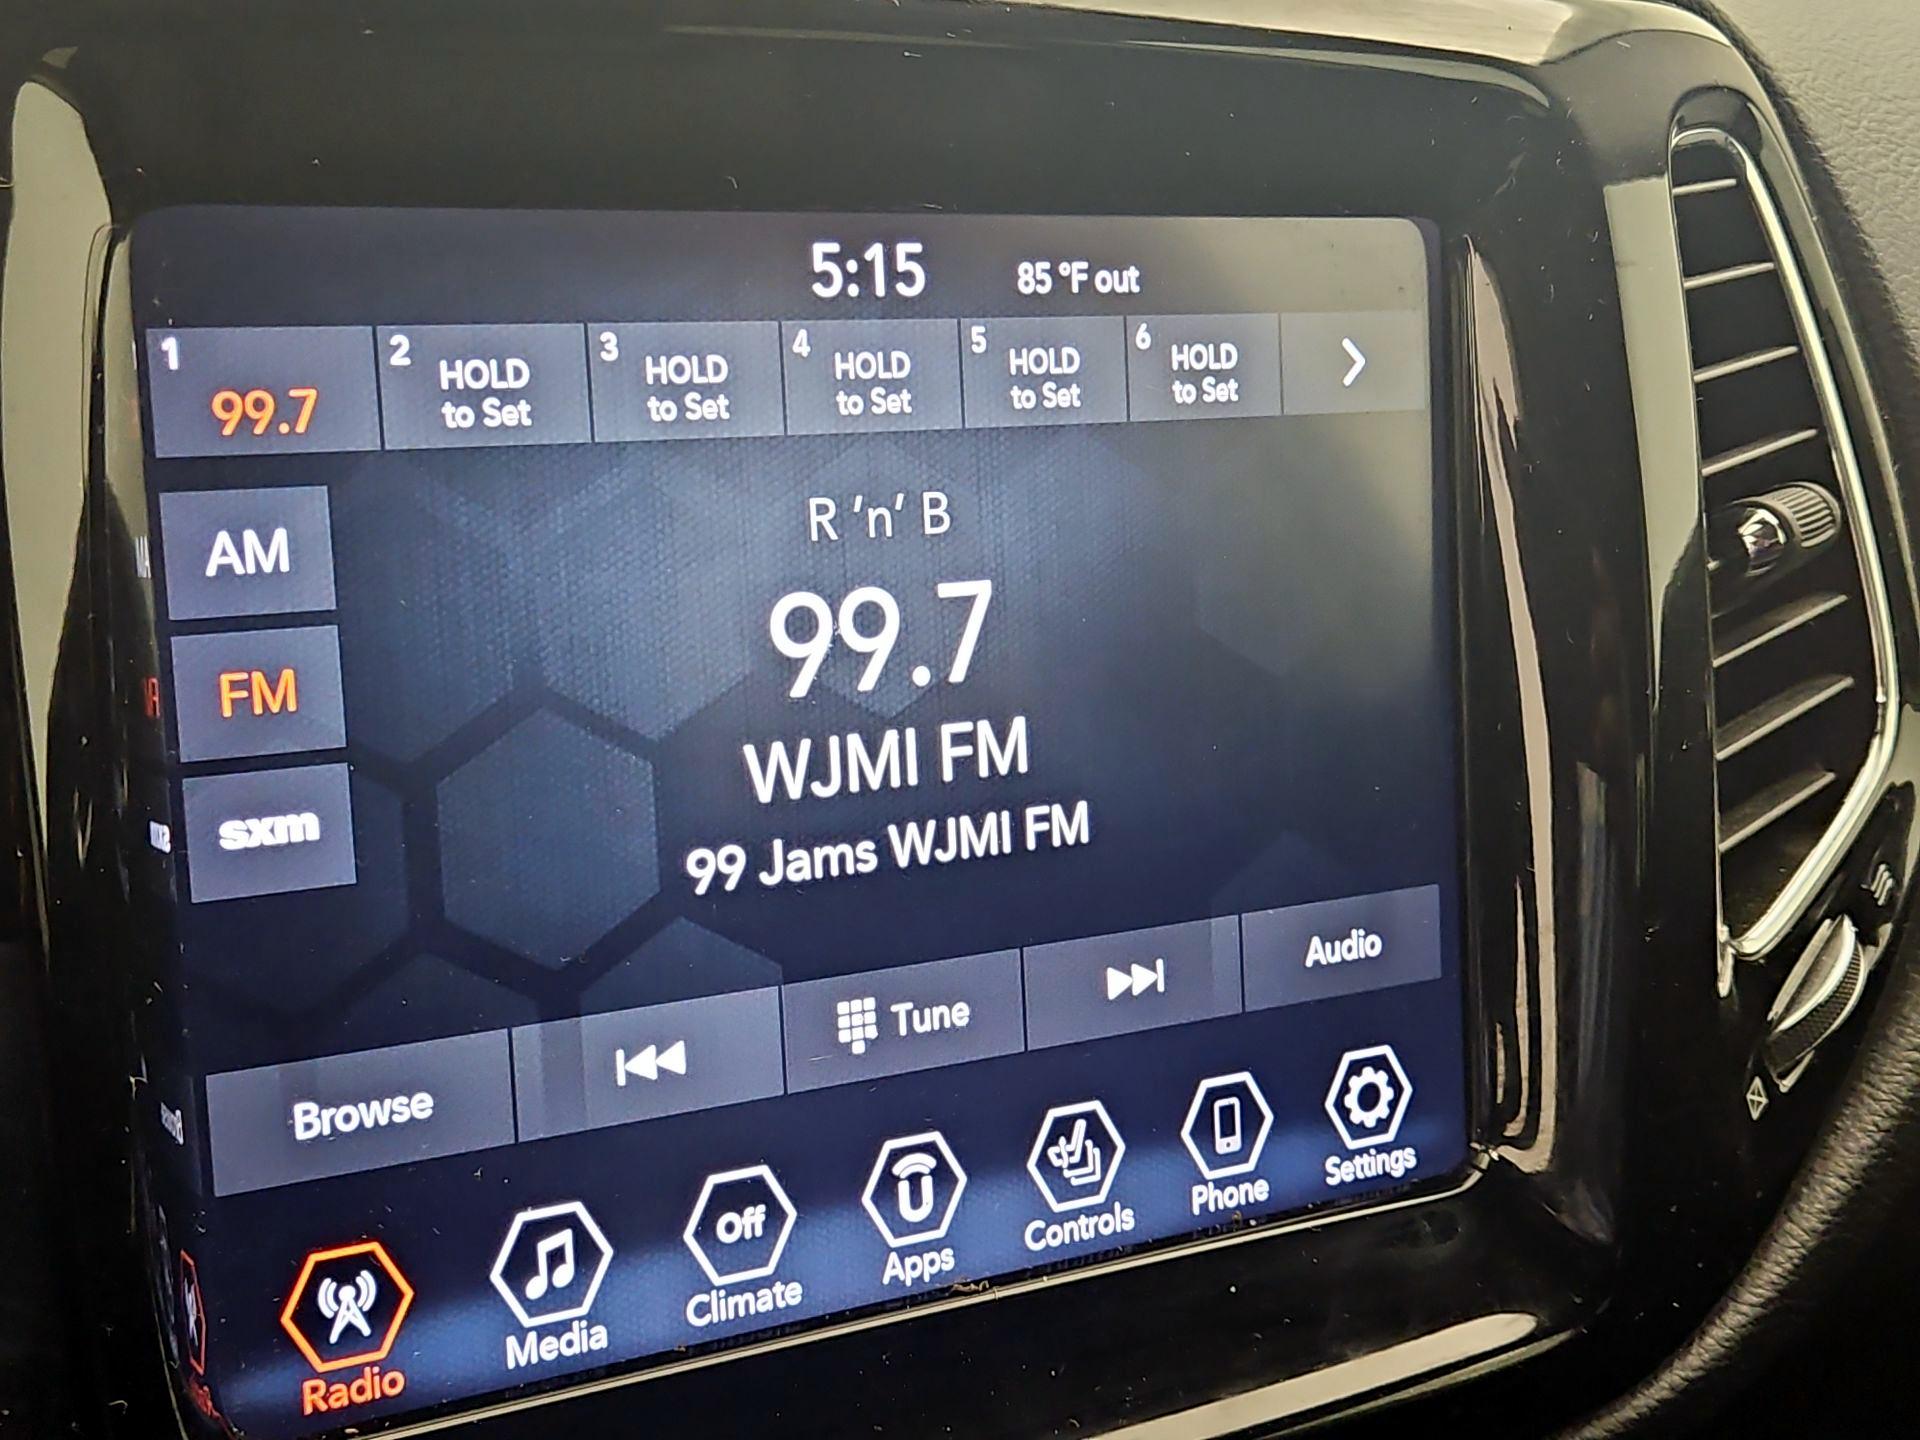 5:15 85 °F out
1 99.7
2 HOLD to Set
3 HOLD to Set
4 HOLD to Set
5 HOLD to Set
6 HOLD to Set
AM
FM
sxm
R 'n' B
99.7
WJMI FM
99 Jams WJMI FM
Browse
Tune
Audio
Radio
Media
Off
Climate
Apps
Controls
Phone
Settings